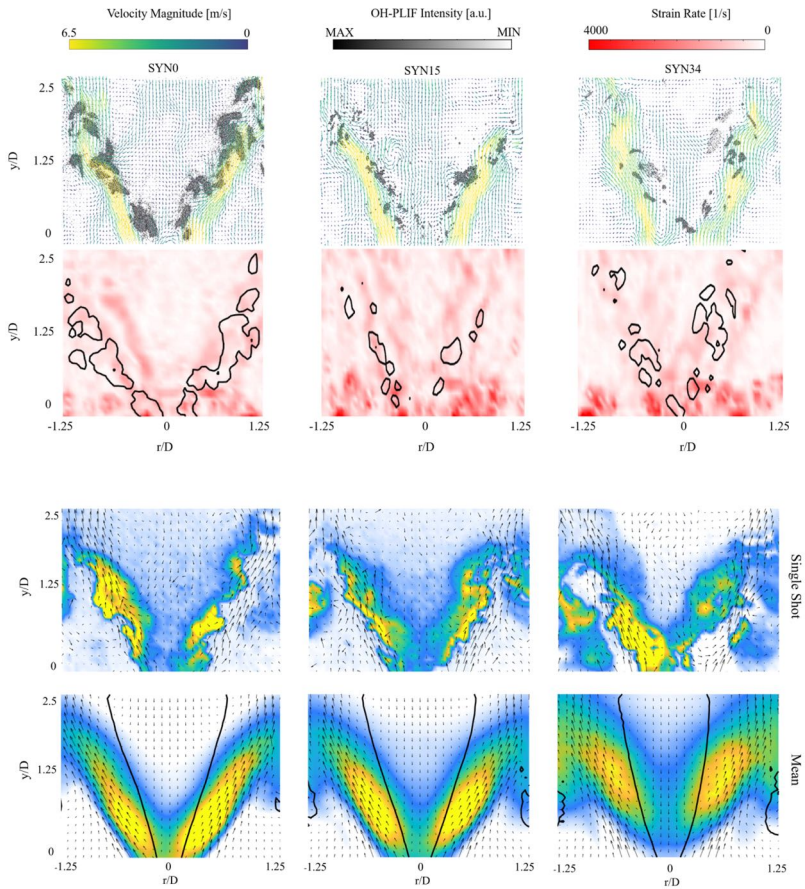 Velocity Magnitude [m/s] OH-PLIF Intensity [a.u.] Strain Rate [1/s]
6.5 0 MAX MIN 4000 0
SYN0 SYN15 SYN34
2.5
y/D
1.25
0
2.5
y/D
1.25
0
-1.25 0 1.25 -1.25 0 1.25 -1.25 0 1.25
r/D r/D r/D
2.5
y/D
1.25
Single Shot
0
2.5
y/D
1.25
Mean
0
-1.25 0 1.25 -1.25 0 1.25 -1.25 0 1.25
r/D r/D r/D